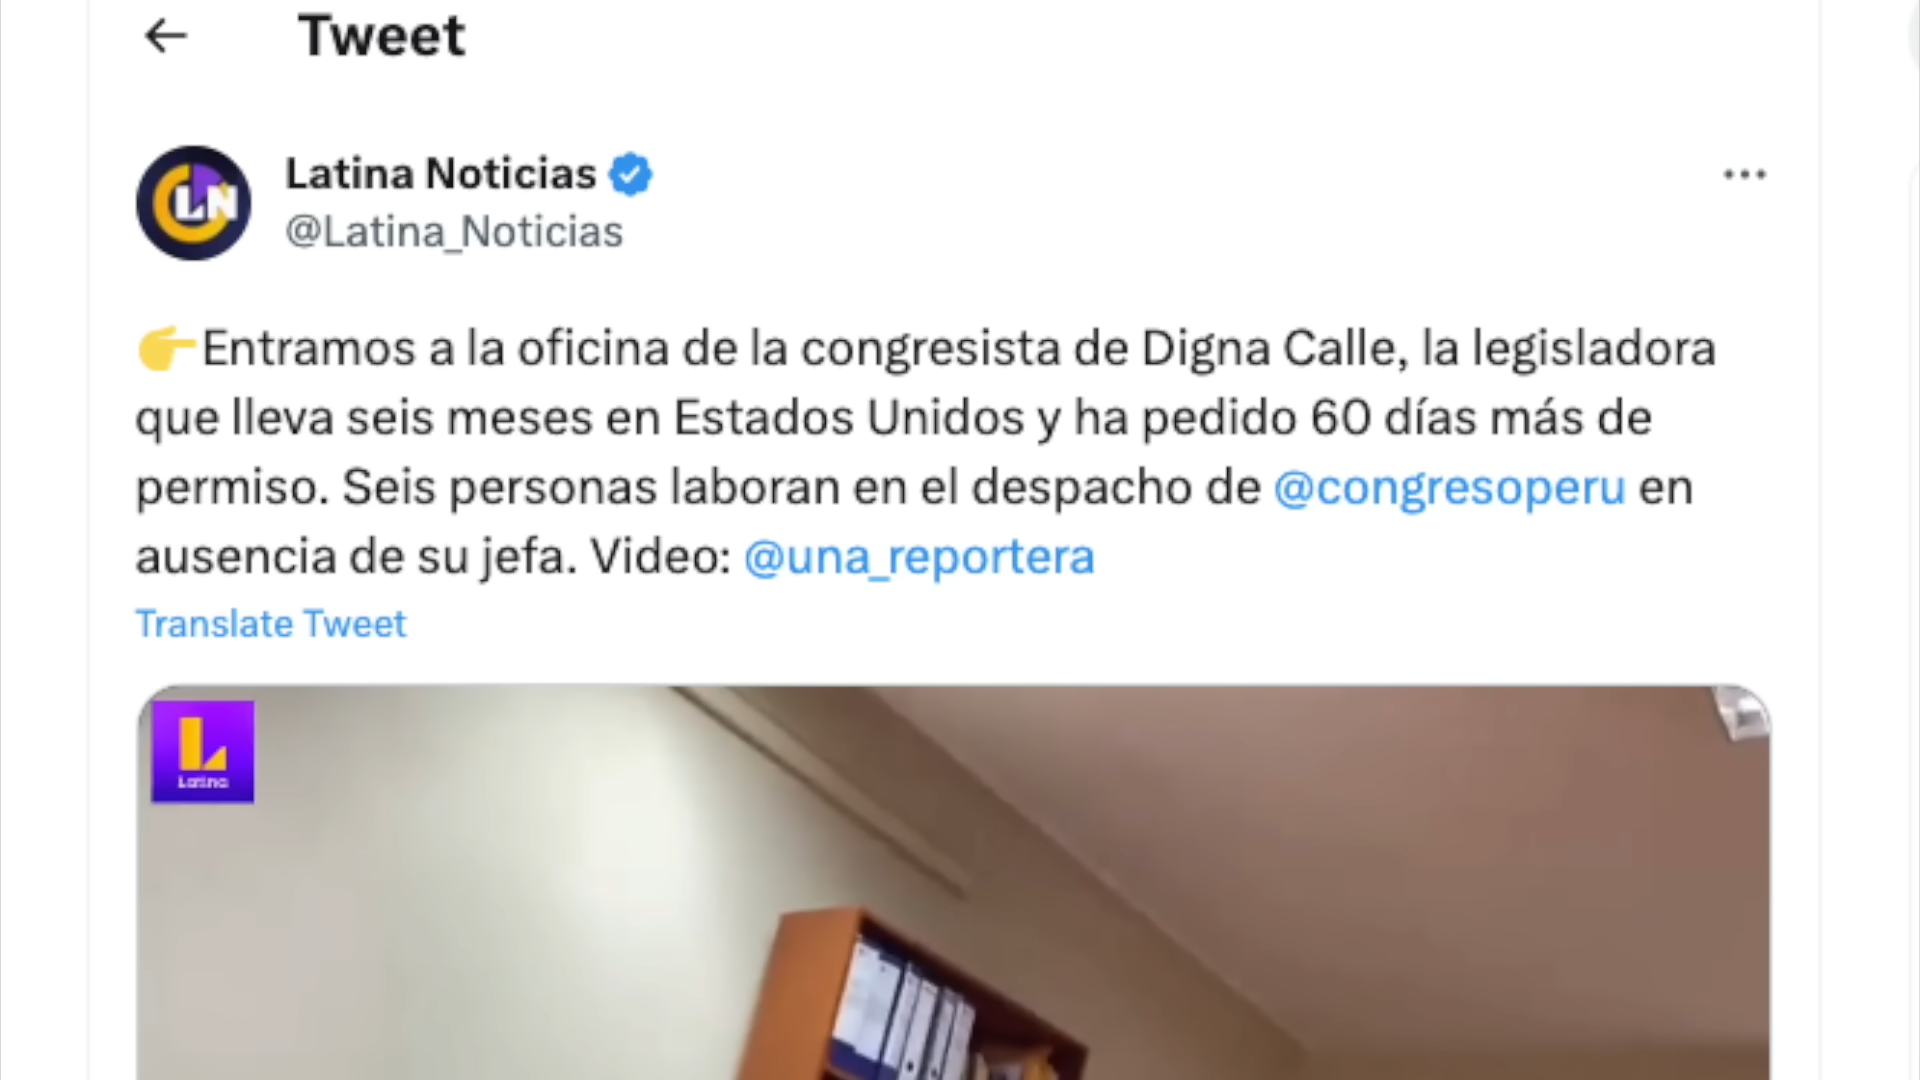 Tweet
LN
Latina Noticias
@Latina_Noticias
👉Entramos a la oficina de la congresista de Digna Calle, la legisladora
que lleva seis meses en Estados Unidos y ha pedido 60 días más de
permiso. Seis personas laboran en el despacho de @congresoperu en
ausencia de su jefa. Video: @una_reportera
Translate Tweet
L
Latina